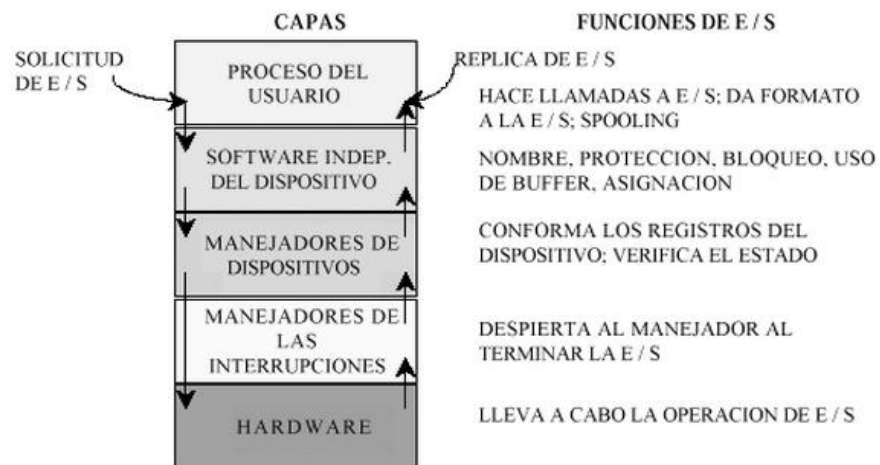 CAPAS
FUNCIONES DE E / S
SOLICITUD
DE E / S
REPLICA DE E / S
PROCESO DEL
USUARIO
HACE LLAMADAS A E / S; DA FORMATO
A LA E / S; SPOOLING
SOFTWARE INDEP.
DEL DISPOSITIVO
NOMBRE, PROTECCION, BLOQUEO, USO
DE BUFFER, ASIGNACION
MANEJADORES DE
DISPOSITIVOS
CONFORMA LOS REGISTROS DEL
DISPOSITIVO; VERIFICA EL ESTADO
MANEJADORES DE
LAS
INTERRUPCIONES
DESPIERTA AL MANEJADOR AL
TERMINAR LA E / S
HARDWARE
LLEVA A CABO LA OPERACION DE E / S